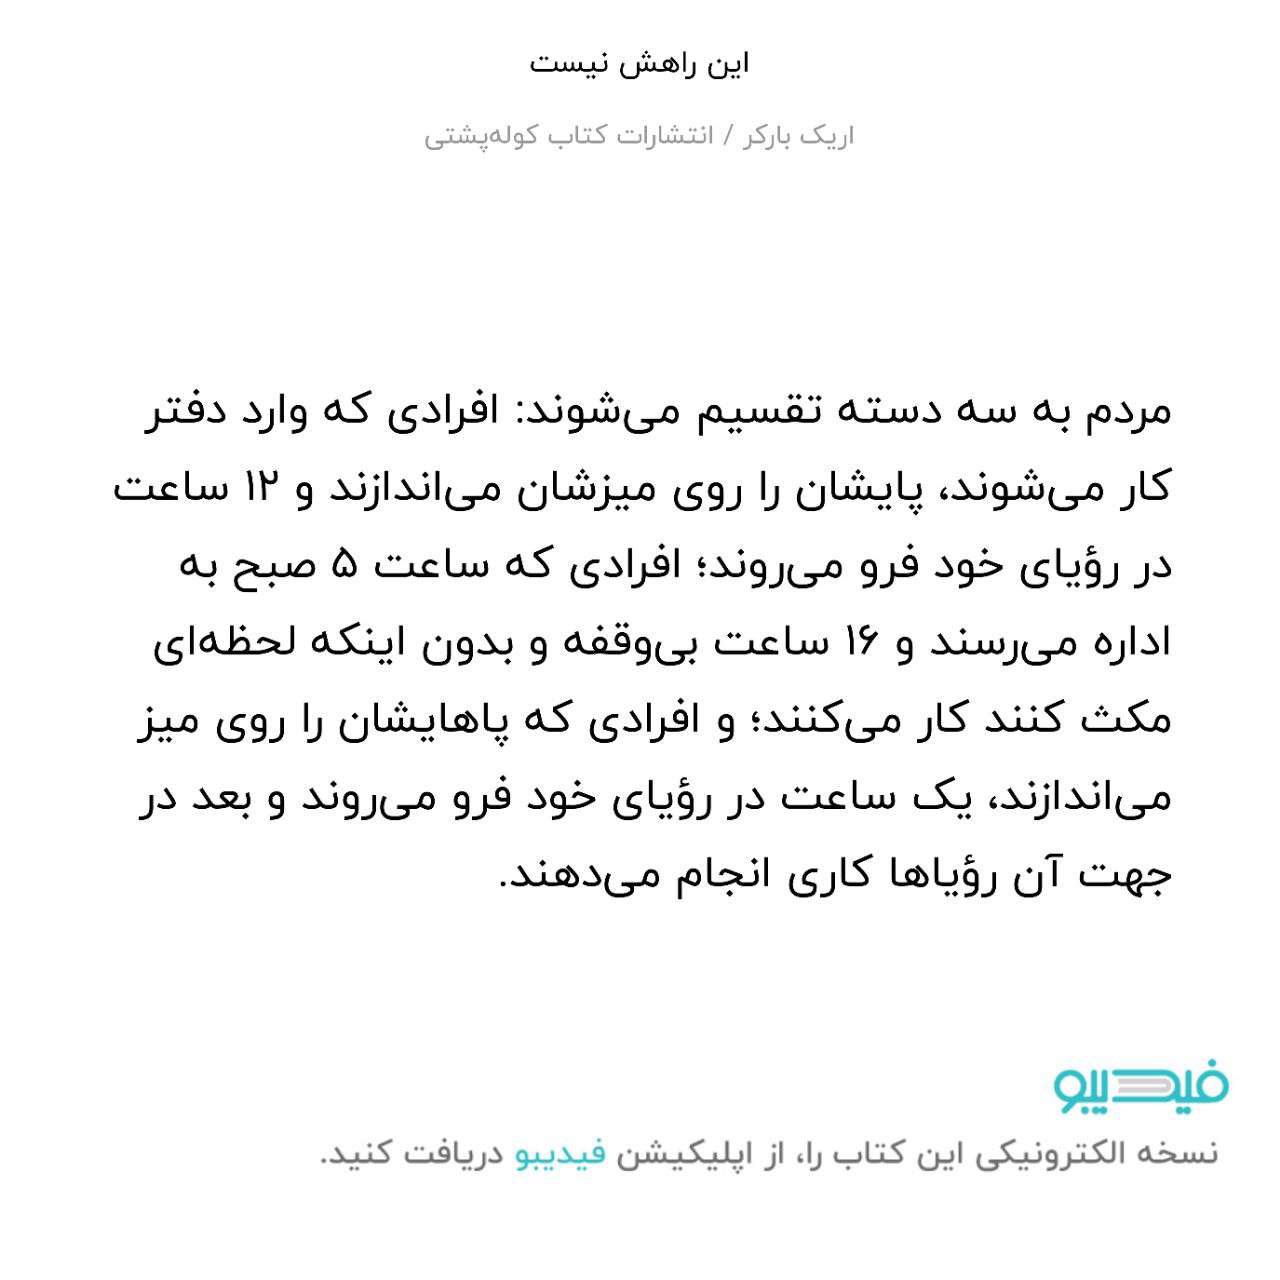 این راهش نیست
اریک بارکر / انتشارات کتاب کوله‌پشتی
مردم به سه دسته تقسیم می‌شوند: افرادی که وارد دفتر
کار می‌شوند، پایشان را روی میزشان می‌اندازند و ۱۲ ساعت
در رؤیای خود فرو می‌روند؛ افرادی که ساعت ۵ صبح به
اداره می‌رسند و ۱۶ ساعت بی‌وقفه و بدون اینکه لحظه‌ای
مکث کنند کار می‌کنند؛ و افرادی که پاهایشان را روی میز
می‌اندازند، یک ساعت در رؤیای خود فرو می‌روند و بعد در
جهت آن رؤیاها کاری انجام می‌دهند.
فیدیبو
نسخه الکترونیکی این کتاب را، از اپلیکیشن فیدیبو دریافت کنید.